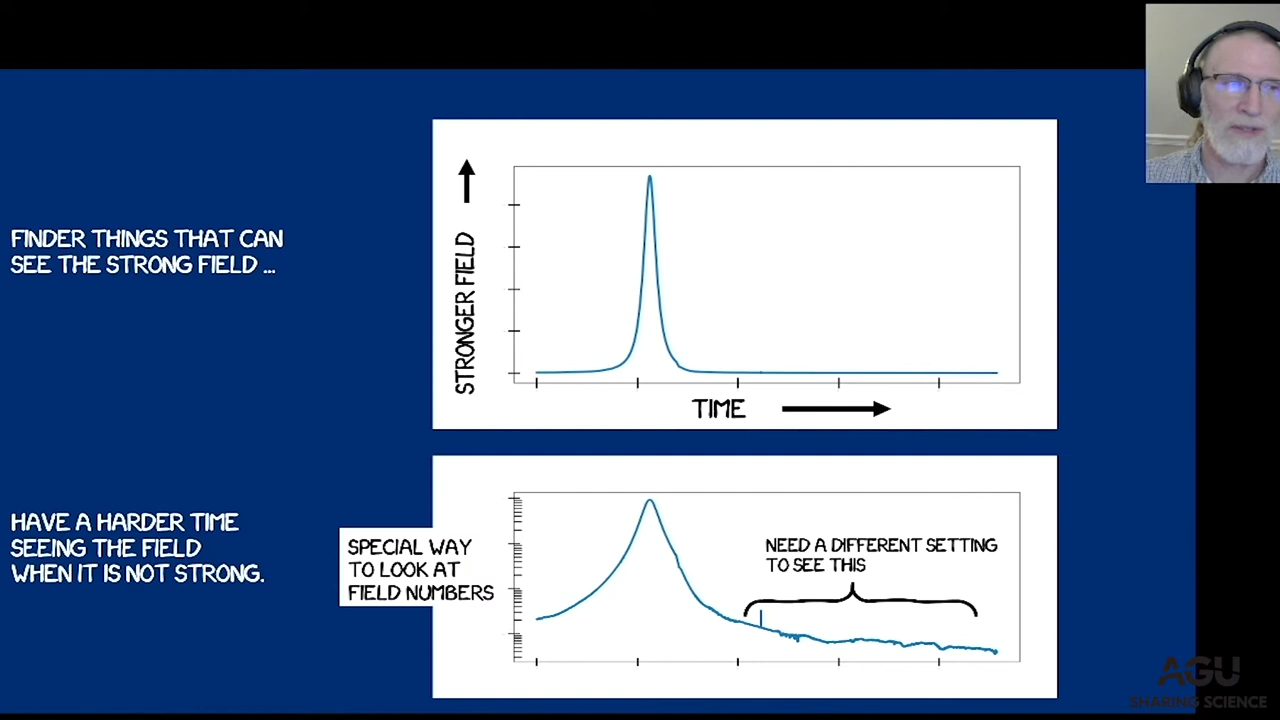 FINDER THINGS THAT CAN
SEE THE STRONG FIELD ...
STRONGER FIELD
TIME
HAVE A HARDER TIME
SEEING THE FIELD
WHEN IT IS NOT STRONG.
SPECIAL WAY
TO LOOK AT
FIELD NUMBERS
NEED A DIFFERENT SETTING
TO SEE THIS
AGU
SHARING SCIENCE